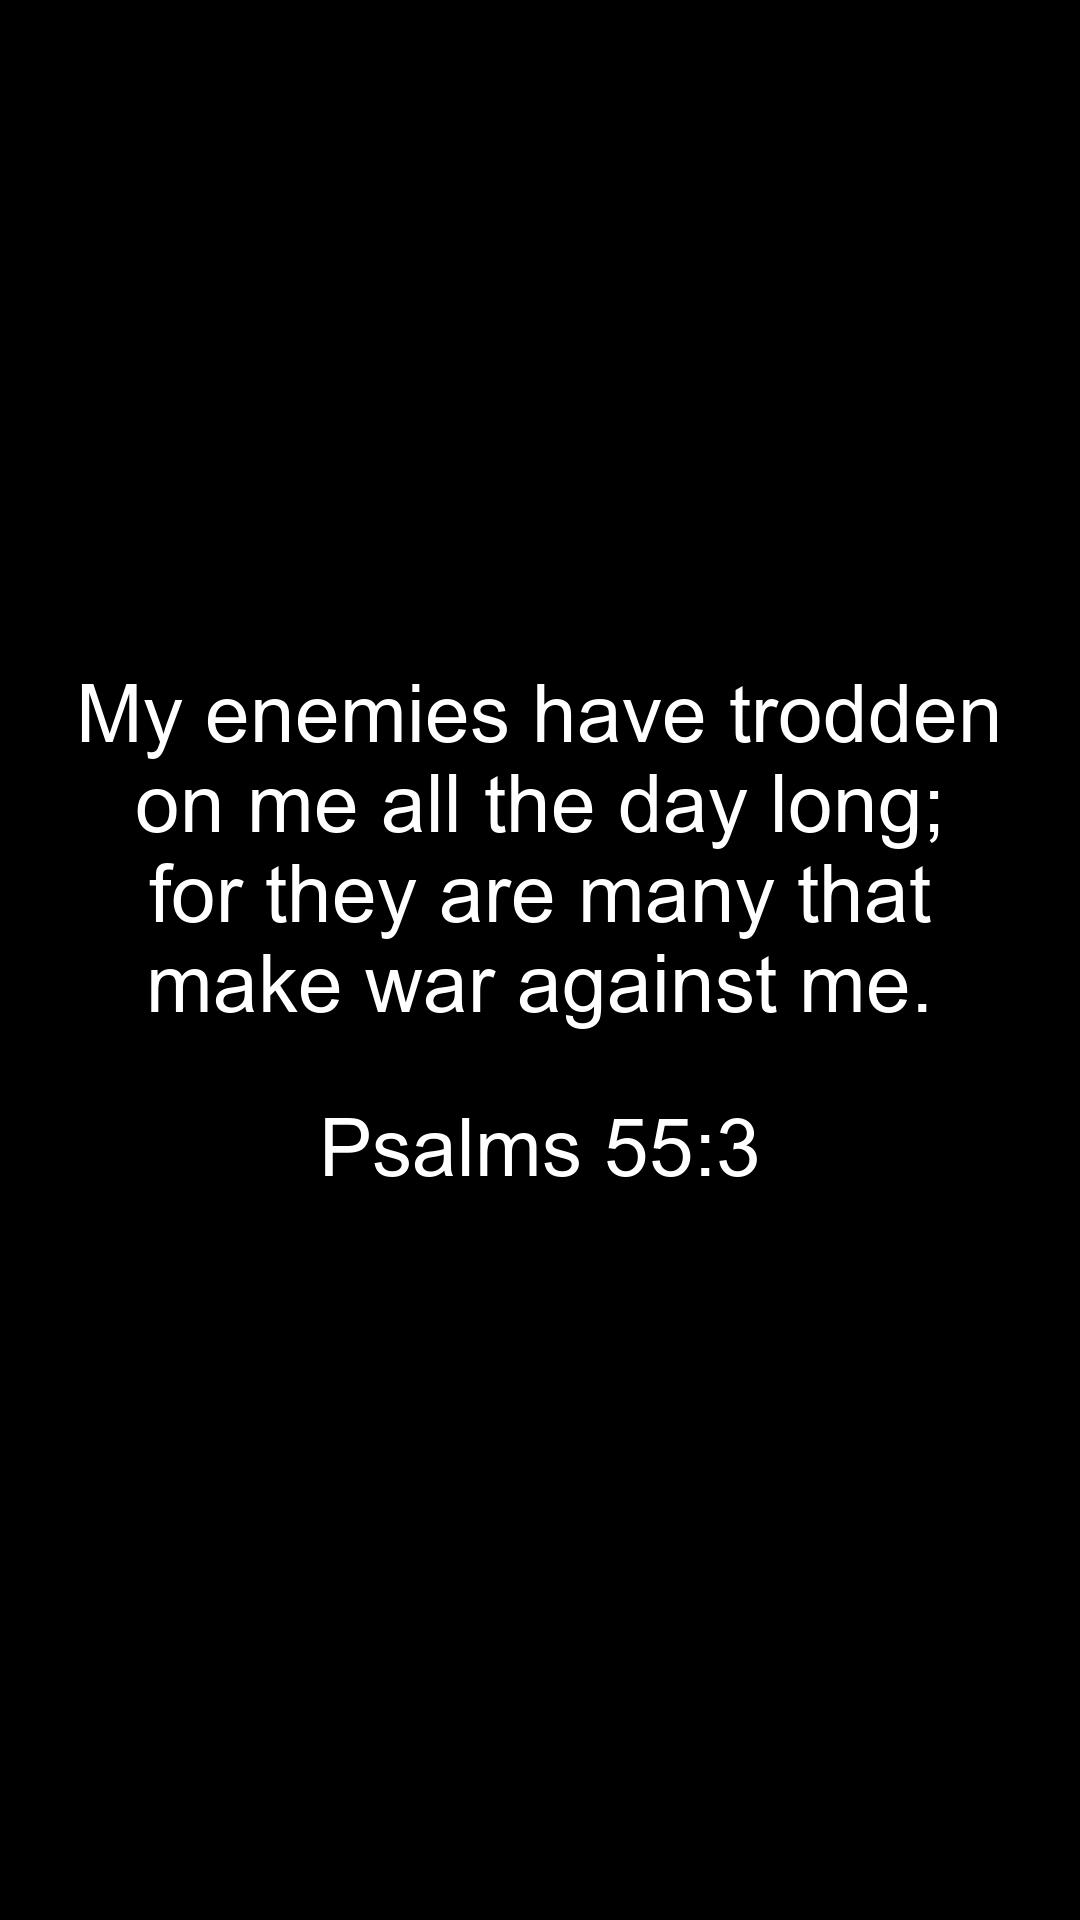 My enemies have trodden
on me all the day long;
for they are many that
make war against me.
Psalms 55:3